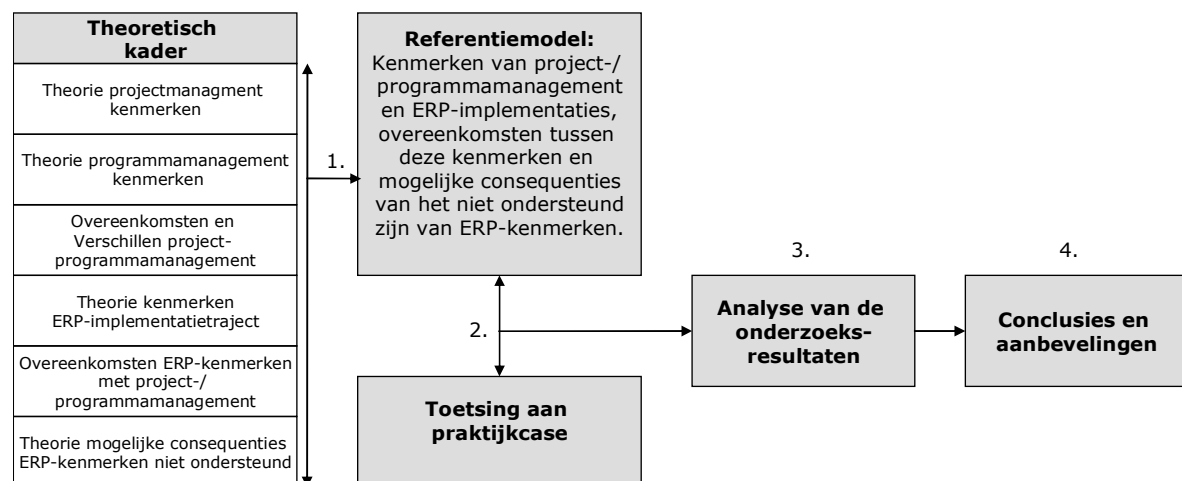 Theoretisch
kader
Theorie projectmanagment
kenmerken
Theorie programmamanagement
kenmerken
Overeenkomsten en
Verschillen project-
programmamanagement
Theorie kenmerken
ERP-implementatietraject
Overeenkomsten ERP-kenmerken
met project-/
programmamanagement
Theorie mogelijke consequenties
ERP-kenmerken niet ondersteund
1.
Referentiemodel:
Kenmerken van project-/
programmamanagement
en ERP-implementaties,
overeenkomsten tussen
deze kenmerken en
mogelijke consequenties
van het niet ondersteund
zijn van ERP-kenmerken.
2.
Toetsing aan
praktijkcase
3.
Analyse van de
onderzoeks-
resultaten
4.
Conclusies en
aanbevelingen